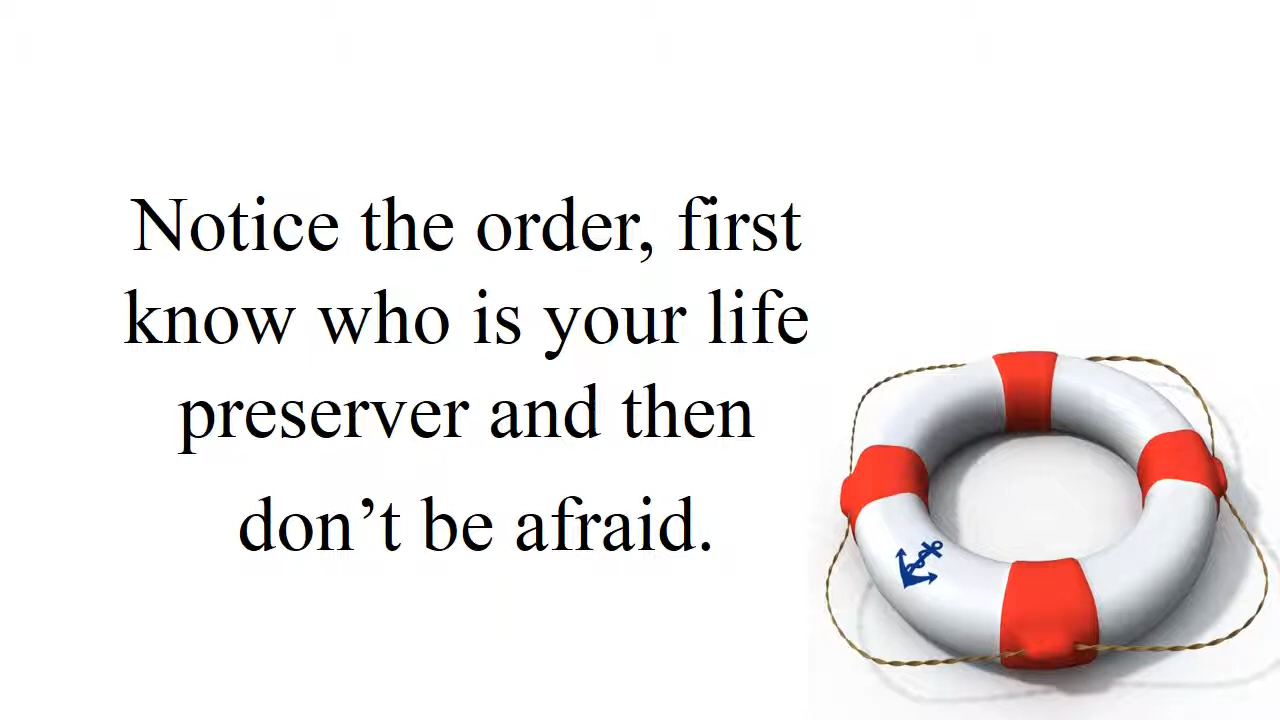 Notice the order, first
know who is your life
preserver and then
don’t be afraid.